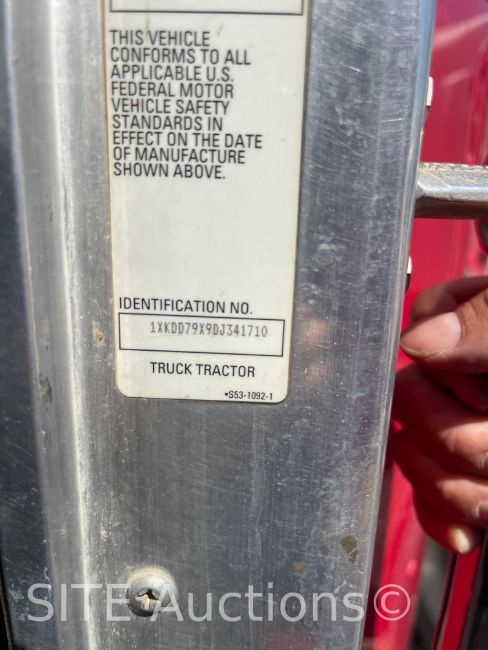 THIS VEHICLE
CONFORMS TO ALL
APPLICABLE U.S.
FEDERAL MOTOR
VEHICLE SAFETY
STANDARDS IN
EFFECT ON THE DATE
OF MANUFACTURE
SHOWN ABOVE.
IDENTIFICATION NO.
1XKDD79X9DJ341710
TRUCK TRACTOR
•S53-1092-1
SITE Auctions©